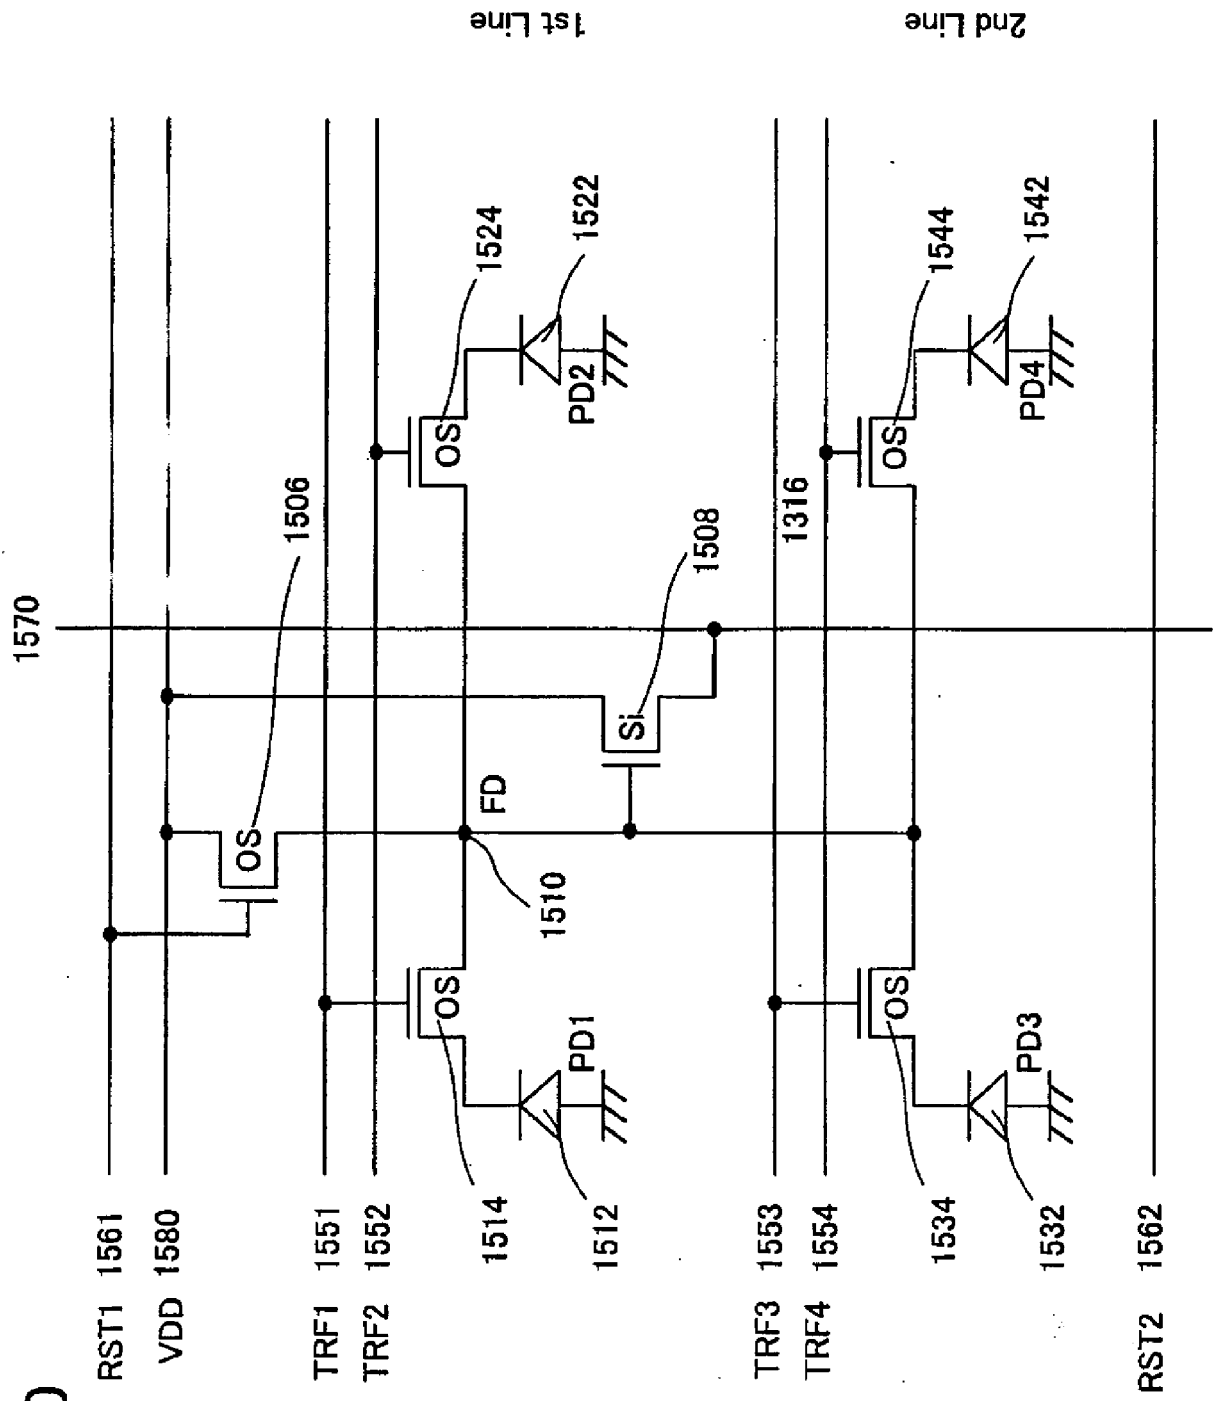 1st Line
2nd Line
1570
RST1 1561
VDD 1580
TRF1 1551
TRF2 1552
1506
OS
1524
OS
1522
PD2
FD
1510
OS
1514
PD1
1512
Si
1508
1316
TRF3 1553
TRF4 1554
1544
OS
1542
PD4
OS
1534
PD3
1532
RST2 1562